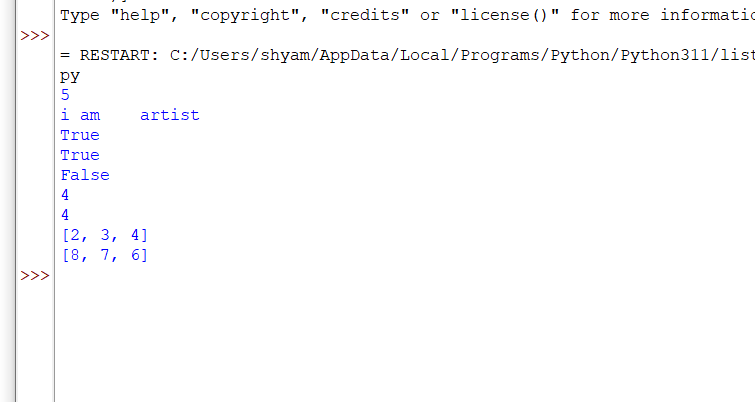 Type "help", "copyright", "credits" or "license()" for more informatio
>>>
= RESTART: C:/Users/shyam/AppData/Local/Programs/Python/Python311/list
py
5
i am    artist
True
True
False
4
4
[2, 3, 4]
[8, 7, 6]
>>>